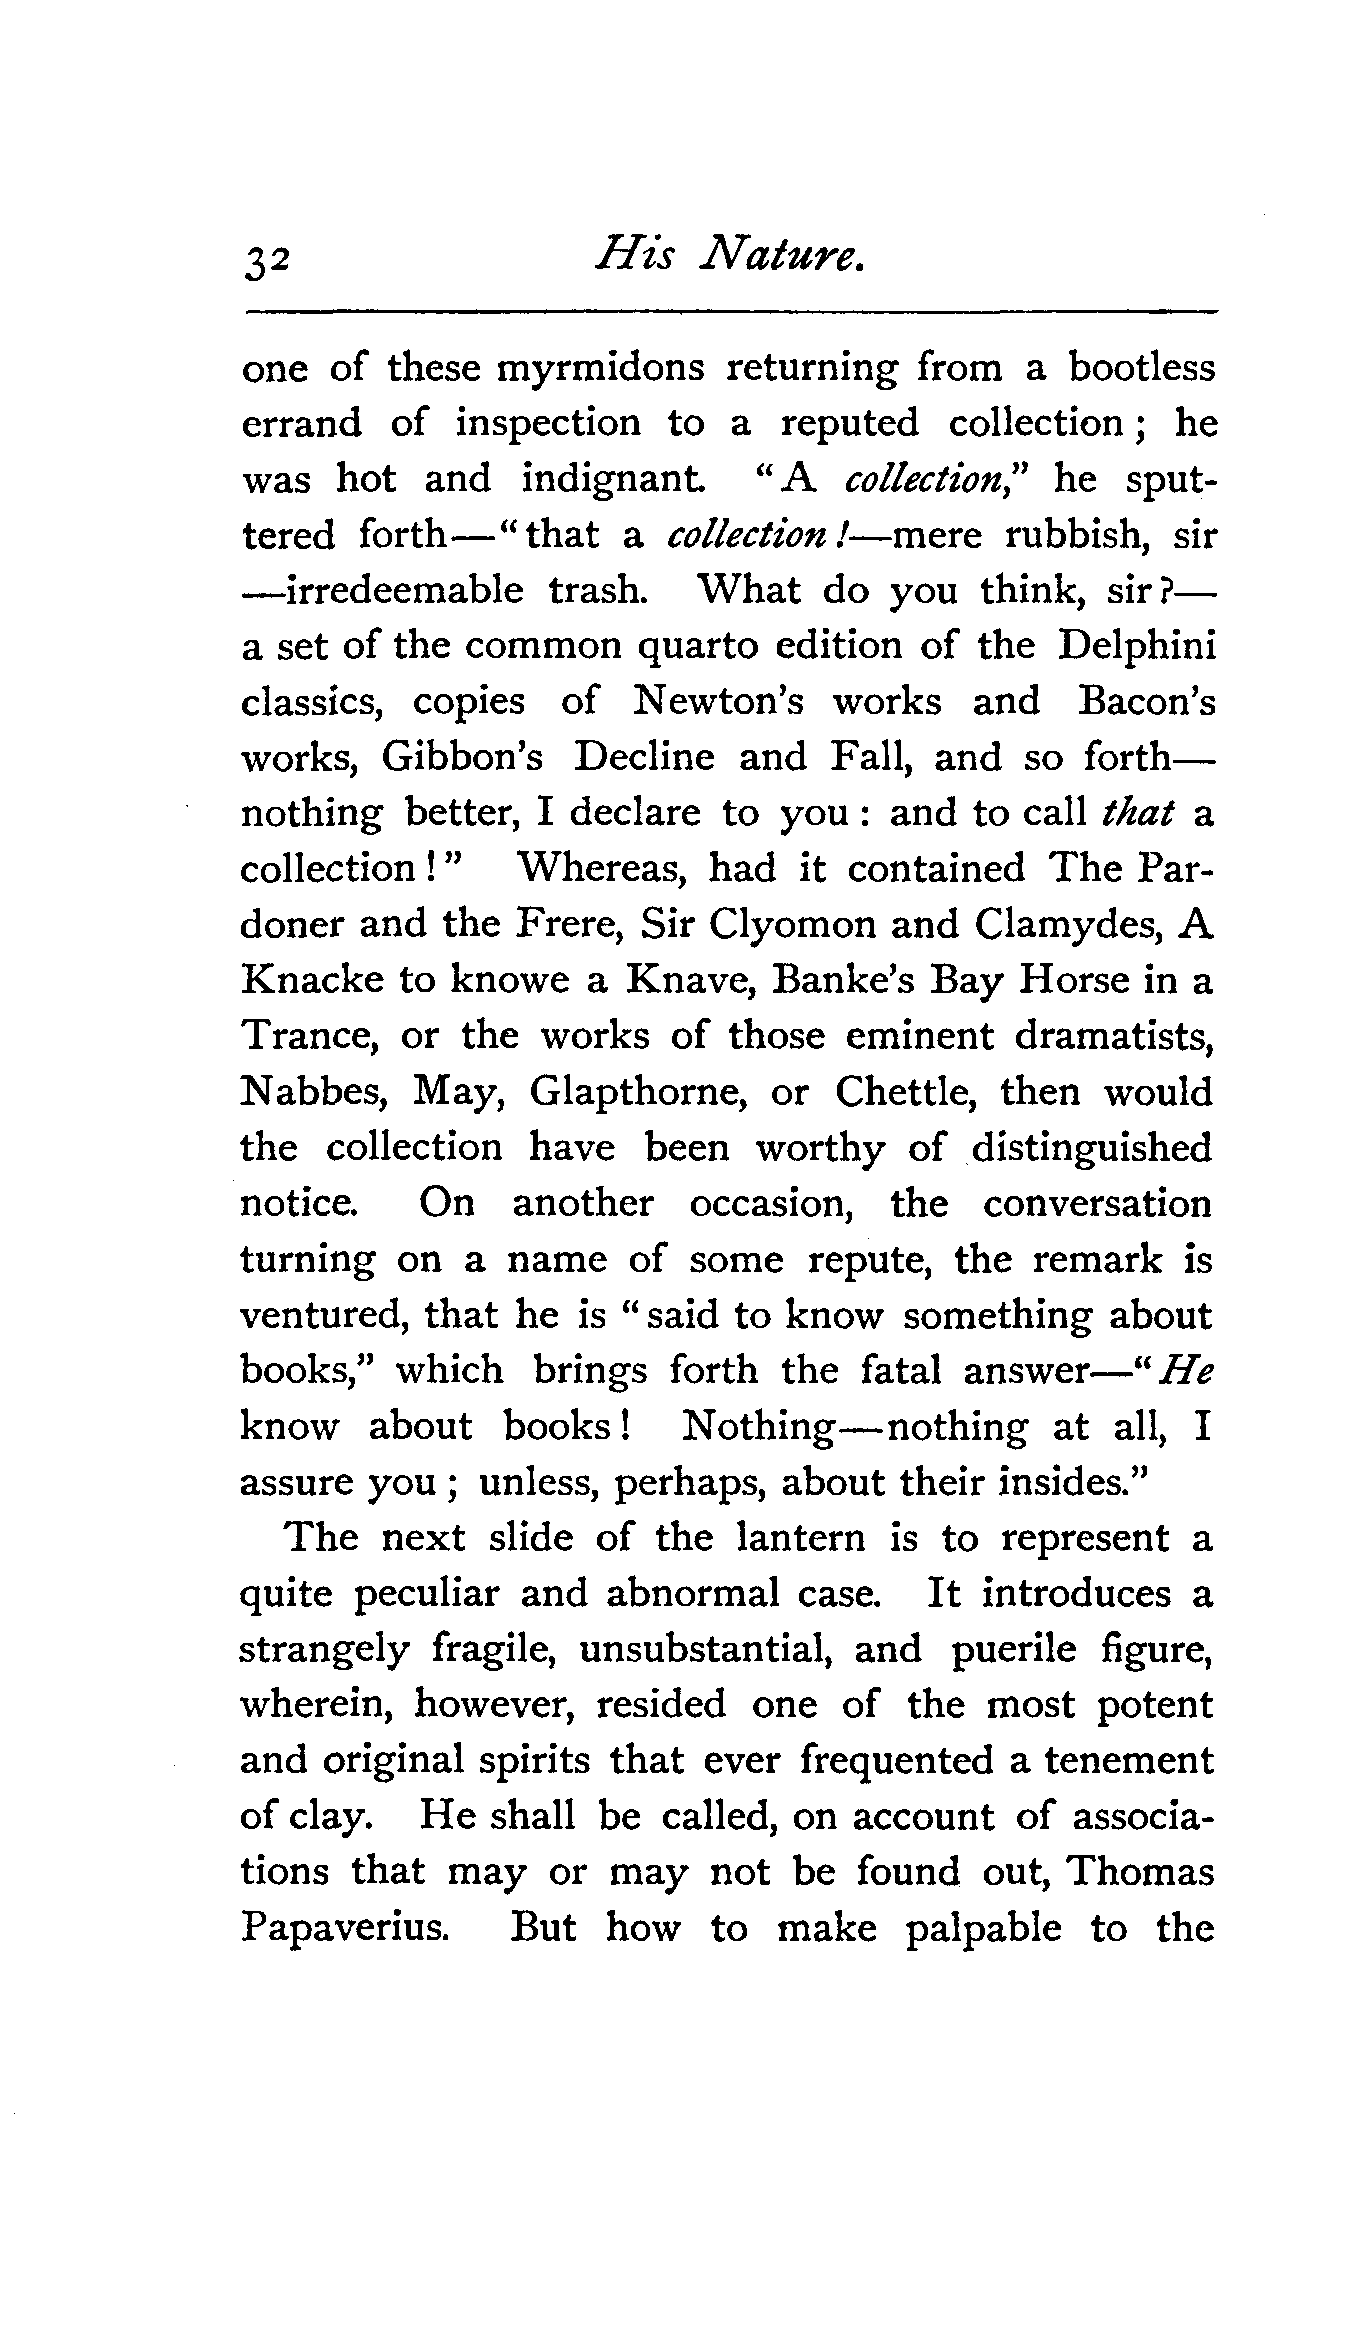 32 His Nature.
one of these myrmidons returning from a bootless
errand of inspection to a reputed collection ; he
was hot and indignant. “ A collection,” he sput-
tered forth—“ that a collection !—mere rubbish, sir
—irredeemable trash. What do you think, sir ?—
a set of the common quarto edition of the Delphini
classics, copies of Newton's works and Bacon's
works, Gibbon's Decline and Fall, and so forth—
nothing better, I declare to you : and to call that a
collection ! ” Whereas, had it contained The Par-
doner and the Frere, Sir Clyomon and Clamydes, A
Knacke to knowe a Knave, Banke's Bay Horse in a
Trance, or the works of those eminent dramatists,
Nabbes, May, Glapthorne, or Chettle, then would
the collection have been worthy of distinguished
notice. On another occasion, the conversation
turning on a name of some repute, the remark is
ventured, that he is “ said to know something about
books,” which brings forth the fatal answer—“ He
know about books ! Nothing—nothing at all, I
assure you ; unless, perhaps, about their insides.”
The next slide of the lantern is to represent a
quite peculiar and abnormal case. It introduces a
strangely fragile, unsubstantial, and puerile figure,
wherein, however, resided one of the most potent
and original spirits that ever frequented a tenement
of clay. He shall be called, on account of associa-
tions that may or may not be found out, Thomas
Papaverius. But how to make palpable to the